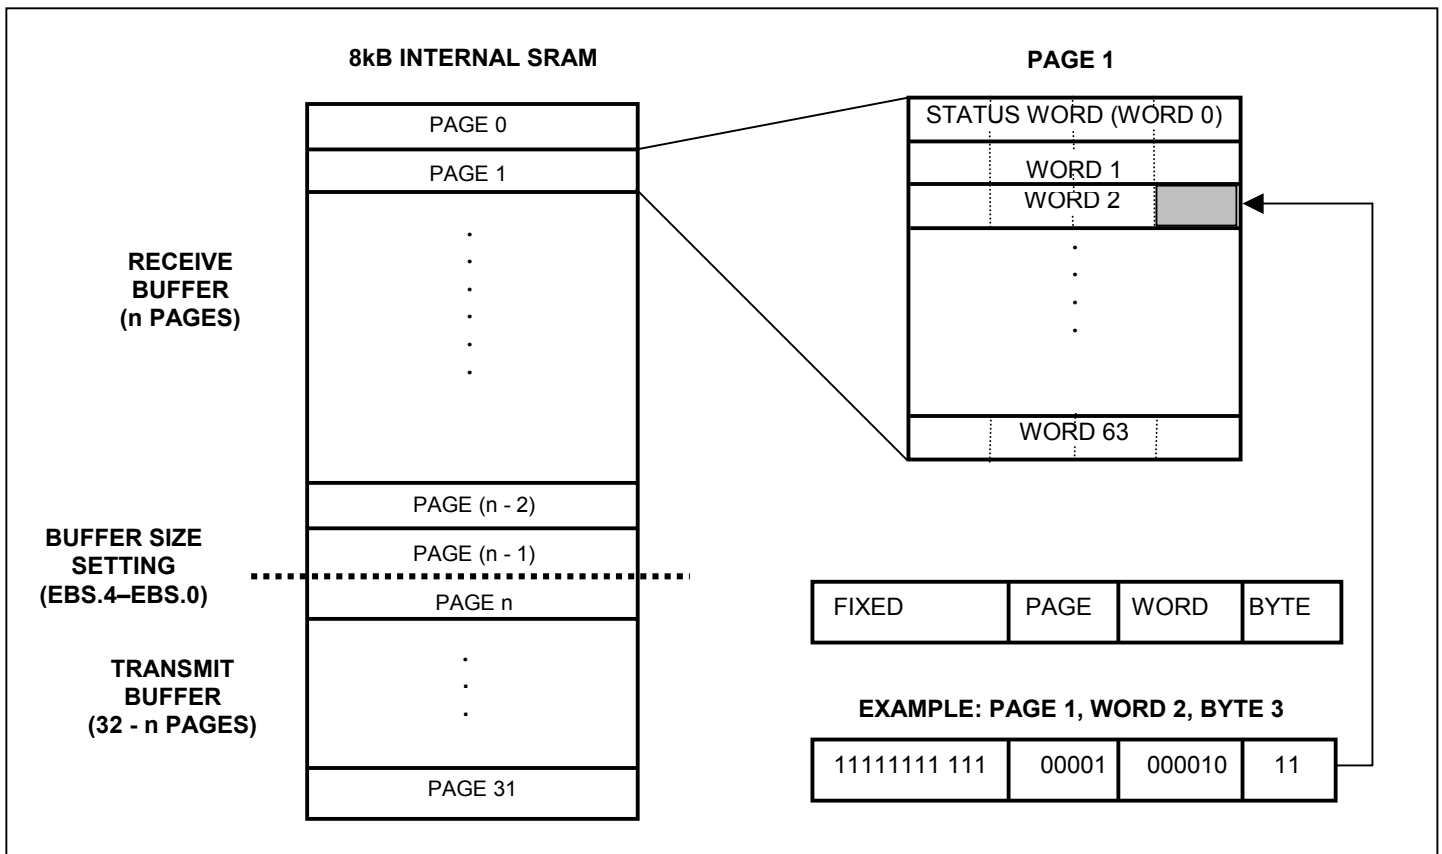 8kB INTERNAL SRAM
PAGE 0
PAGE 1
RECEIVE
BUFFER
(n PAGES)
PAGE (n - 2)
BUFFER SIZE
SETTING
(EBS.4–EBS.0)
PAGE (n - 1)
PAGE n
TRANSMIT
BUFFER
(32 - n PAGES)
PAGE 31
PAGE 1
STATUS WORD (WORD 0)
WORD 1
WORD 2
WORD 63
FIXED PAGE WORD BYTE
EXAMPLE: PAGE 1, WORD 2, BYTE 3
11111111 111 00001 000010 11